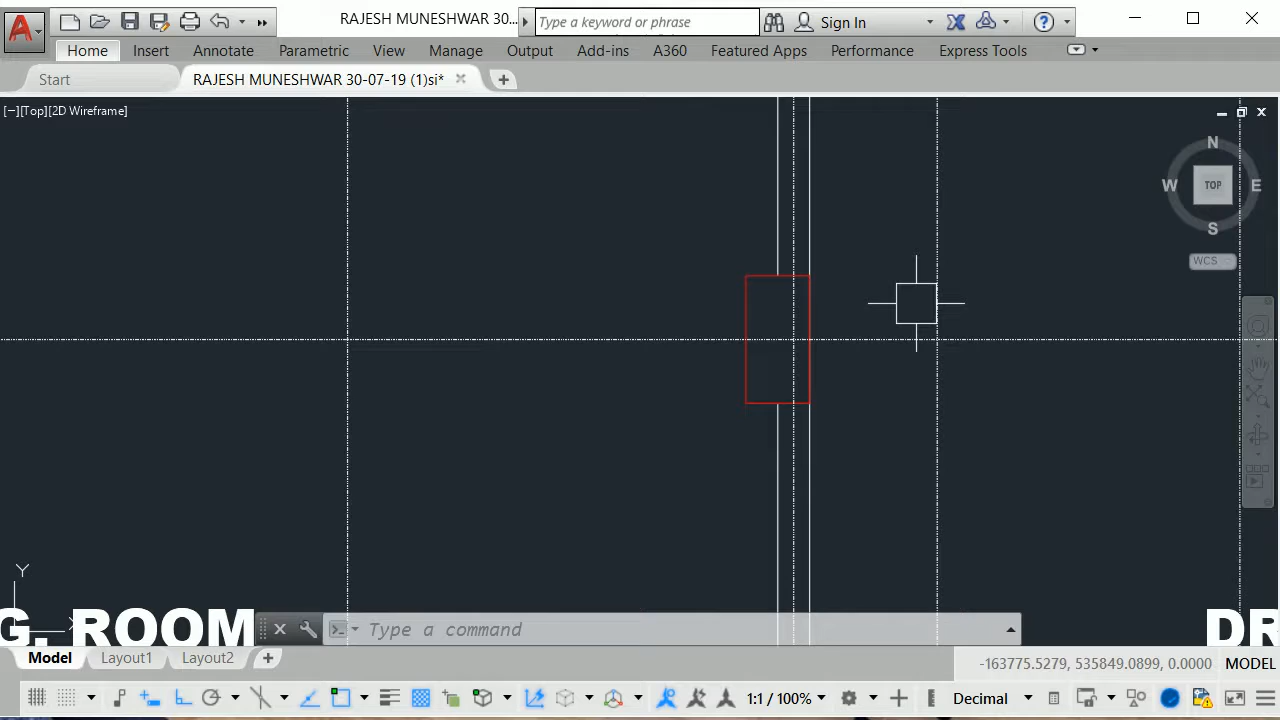 RAJESH MUNESHWAR 30...
Type a keyword or phrase
Sign In
Home Insert Annotate Parametric View Manage Output Add-ins A360 Featured Apps Performance Express Tools
Start
RAJESH MUNESHWAR 30-07-19 (1)si*
[−][Top][2D Wireframe]
N
W TOP E
S
WCS
Y
G. ROOM
DR
Type a command
Model Layout1 Layout2
-163775.5279, 535849.0899, 0.0000 MODEL
1:1 / 100% Decimal